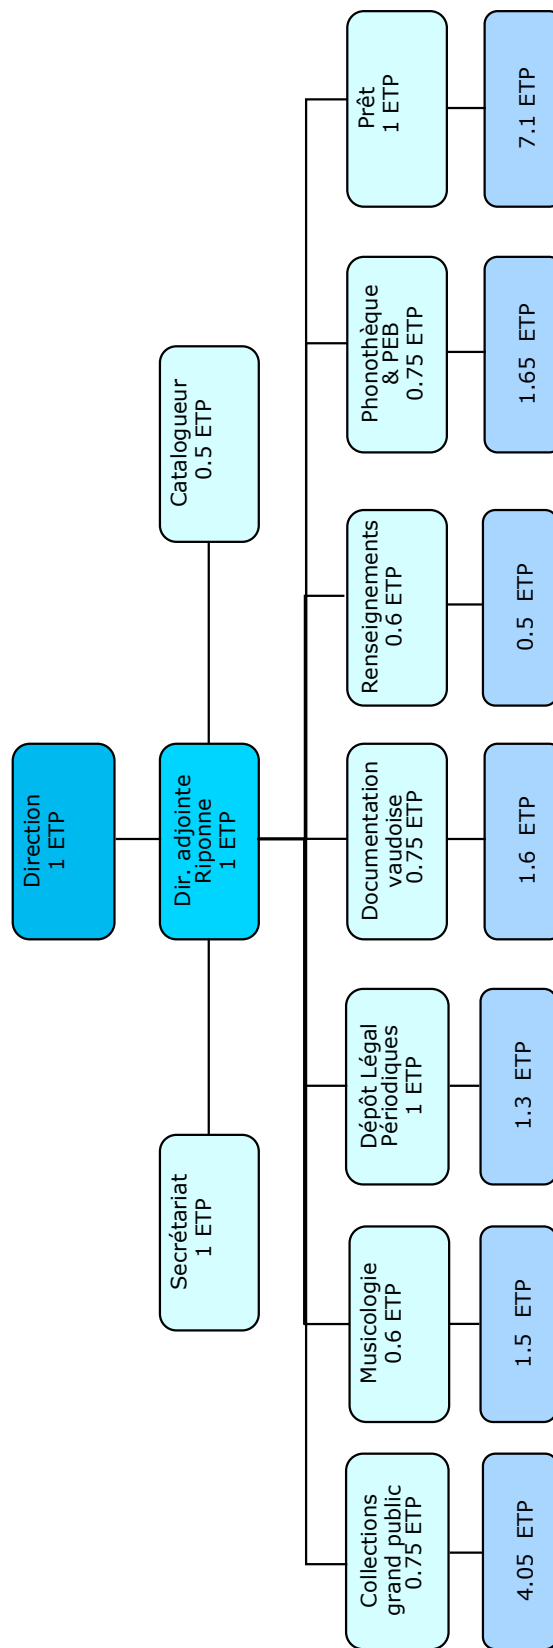 Direction
1 ETP
Secrétariat
1 ETP
Dir. adjointe
Riponne
1 ETP
Catalogueur
0.5 ETP
Collections
grand public
0.75 ETP
Musicologie
0.6 ETP
Dépôt Légal
Périodiques
1 ETP
Documentation
vaudoise
0.75 ETP
Renseignements
0.6 ETP
Phonothèque
& PEB
0.75 ETP
Prêt
1 ETP
4.05 ETP
1.5 ETP
1.3 ETP
1.6 ETP
0.5 ETP
1.65 ETP
7.1 ETP